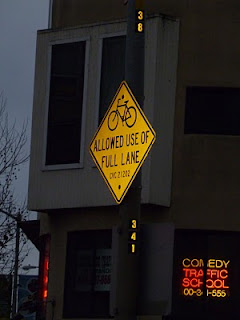 38
ALLOWED USE OF
FULL LANE
CVC 21202
341
COMEDY
TRAFFIC
SCHOOL